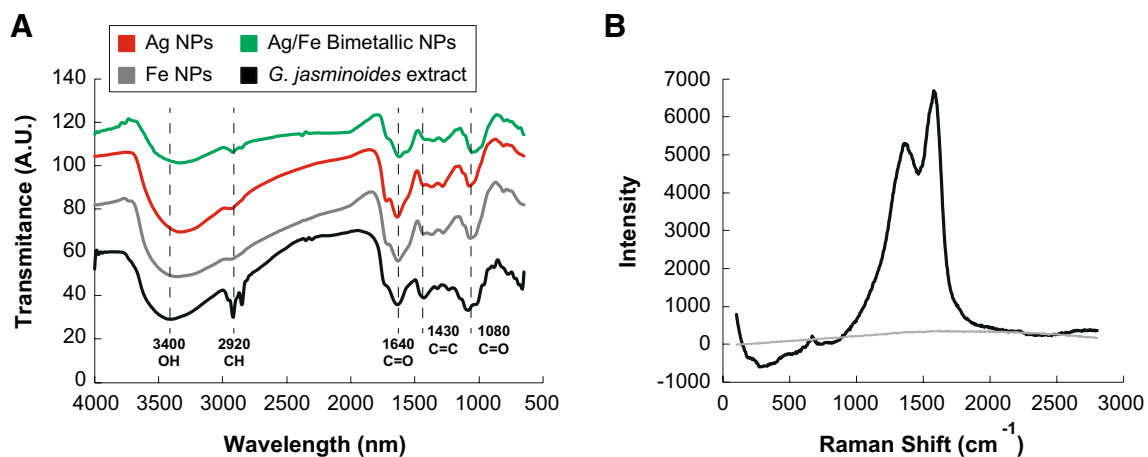 A
Ag NPs
Ag/Fe Bimetallic NPs
Fe NPs
G. jasminoides extract
Transmitance (A.U.)
140
120
100
80
60
40
20
0
3400
OH
2920
CH
1640
C=O
1430
C=C
1080
C=O
4000 3500 3000 2500 2000 1500 1000 500
Wavelength (nm)
B
Intensity
7000
6000
5000
4000
3000
2000
1000
0
-1000
0 500 1000 1500 2000 2500 3000
Raman Shift (cm-1)